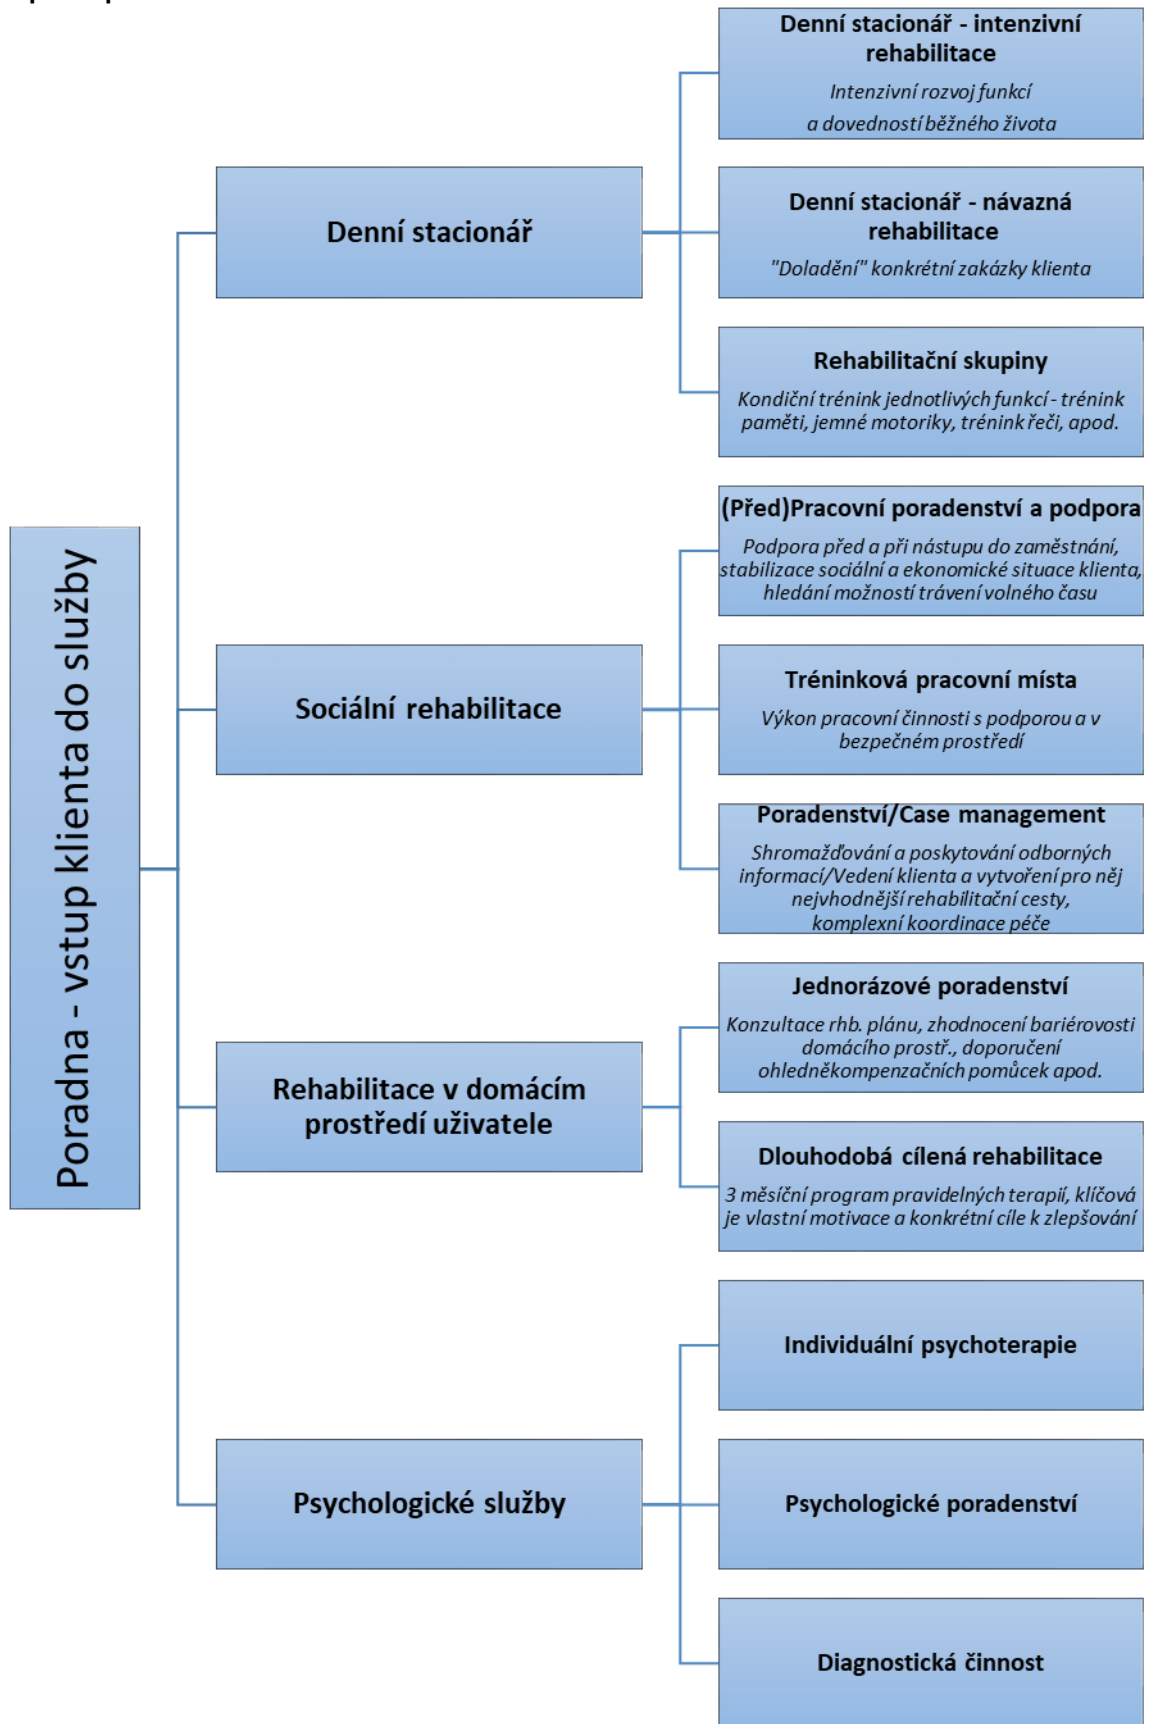 Denní stacionář - intenzivní
rehabilitace
Intenzivní rozvoj funkcí
a dovedností běžného života
Denní stacionář
Denní stacionář - návazná
rehabilitace
"Doladění" konkrétní zakázky klienta
Rehabilitační skupiny
Kondiční trénink jednotlivých funkcí - trénink
paměti, jemné motoriky, trénink řeči, apod.
Poradna - vstup klienta do služby
(Před)Pracovní poradenství a podpora
Podpora před a při nástupu do zaměstnání,
stabilizace sociální a ekonomické situace klienta,
hledání možností trávení volného času
Sociální rehabilitace
Tréninková pracovní místa
Výkon pracovní činnosti s podporou a v
bezpečném prostředí
Poradenství/Case management
Shromažďování a poskytování odborných
informací/Vedení klienta a vytvoření pro něj
nejvhodnější rehabilitační cesty,
komplexní koordinace péče
Jednorázové poradenství
Konzultace rhb. plánu, zhodnocení bariérovosti
domácího prostř., doporučení
ohledněkompenzačních pomůcek apod.
Rehabilitace v domácím
prostředí uživatele
Dlouhodobá cílená rehabilitace
3 měsíční program pravidelných terapií, klíčová
je vlastní motivace a konkrétní cíle k zlepšování
Individuální psychoterapie
Psychologické služby
Psychologické poradenství
Diagnostická činnost